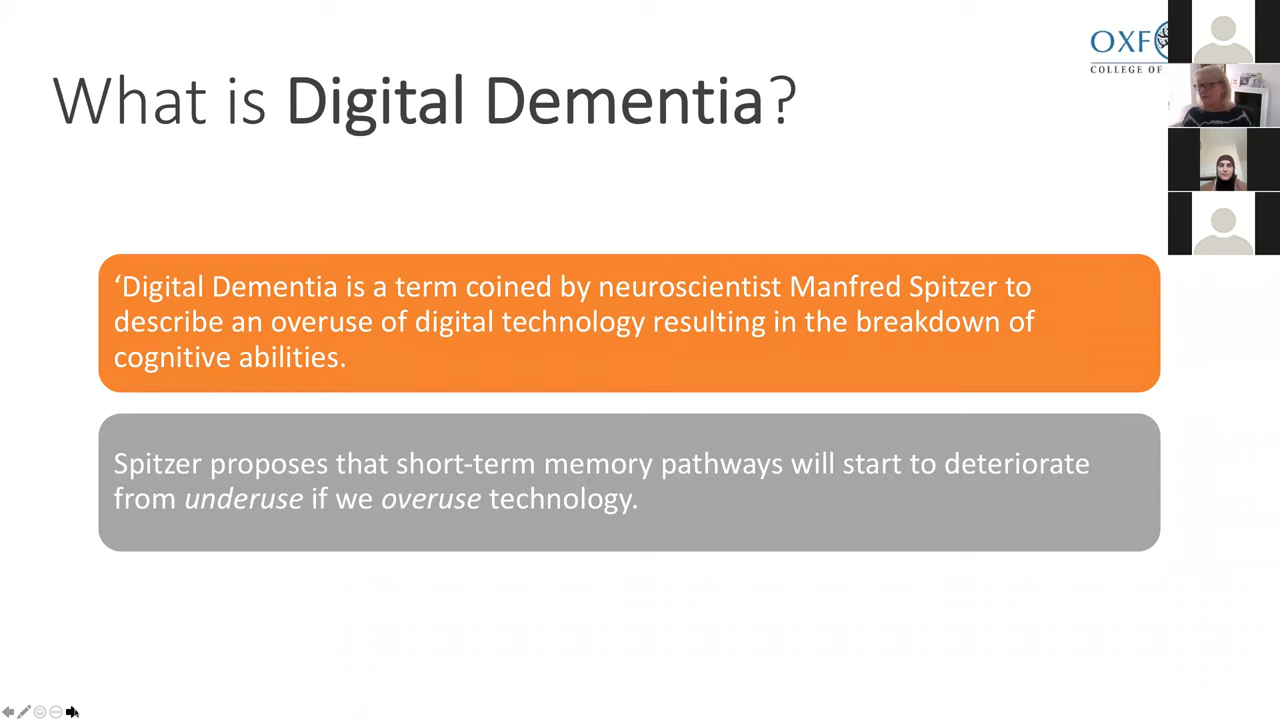 OXF
COLLEGE OF
What is Digital Dementia?
‘Digital Dementia is a term coined by neuroscientist Manfred Spitzer to
describe an overuse of digital technology resulting in the breakdown of
cognitive abilities.
Spitzer proposes that short-term memory pathways will start to deteriorate
from underuse if we overuse technology.